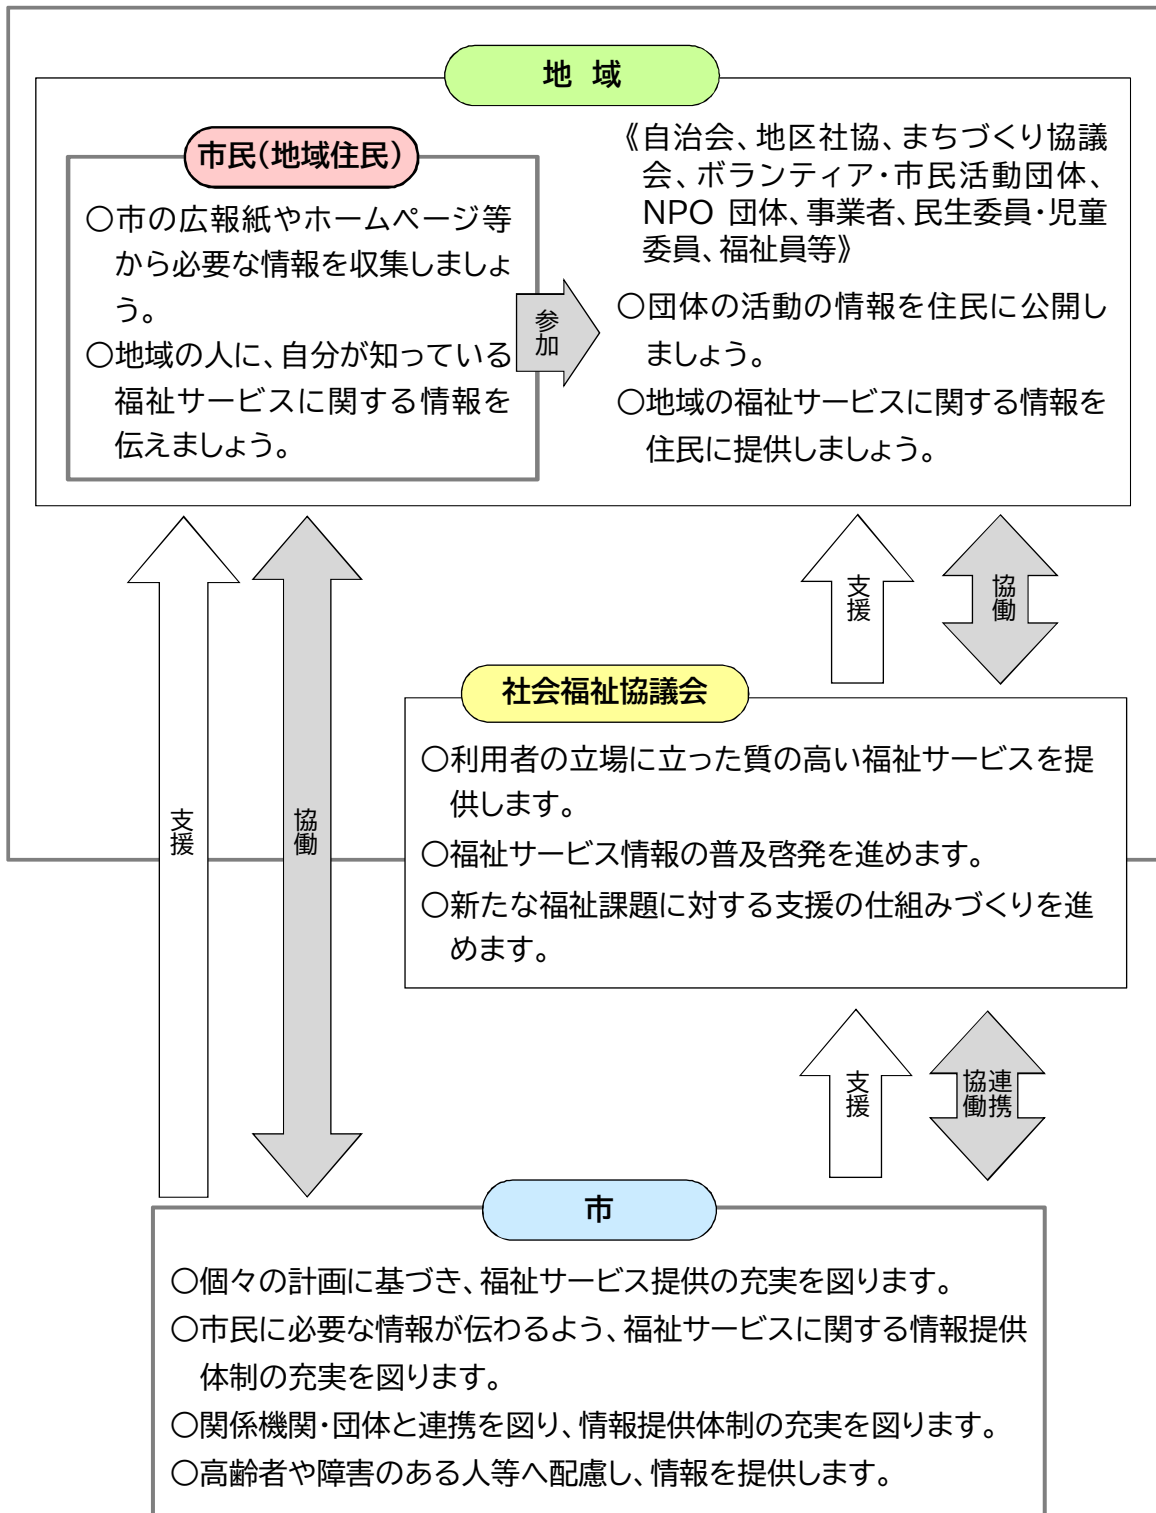 地 域
市民(地域住民)
○市の広報紙やホームページ等
から必要な情報を収集しましょ
う。
○地域の人に、自分が知っている
福祉サービスに関する情報を
伝えましょう。
参加
《自治会、地区社協、まちづくり協議
会、ボランティア・市民活動団体、
NPO 団体、事業者、民生委員・児童
委員、福祉員等》
○団体の活動の情報を住民に公開し
ましょう。
○地域の福祉サービスに関する情報を
住民に提供しましょう。
支援
協働
支援
協働
社会福祉協議会
○利用者の立場に立った質の高い福祉サービスを提
供します。
○福祉サービス情報の普及啓発を進めます。
○新たな福祉課題に対する支援の仕組みづくりを進
めます。
支援
連携
協働
市
○個々の計画に基づき、福祉サービス提供の充実を図ります。
○市民に必要な情報が伝わるよう、福祉サービスに関する情報提供
体制の充実を図ります。
○関係機関・団体と連携を図り、情報提供体制の充実を図ります。
○高齢者や障害のある人等へ配慮し、情報を提供します。